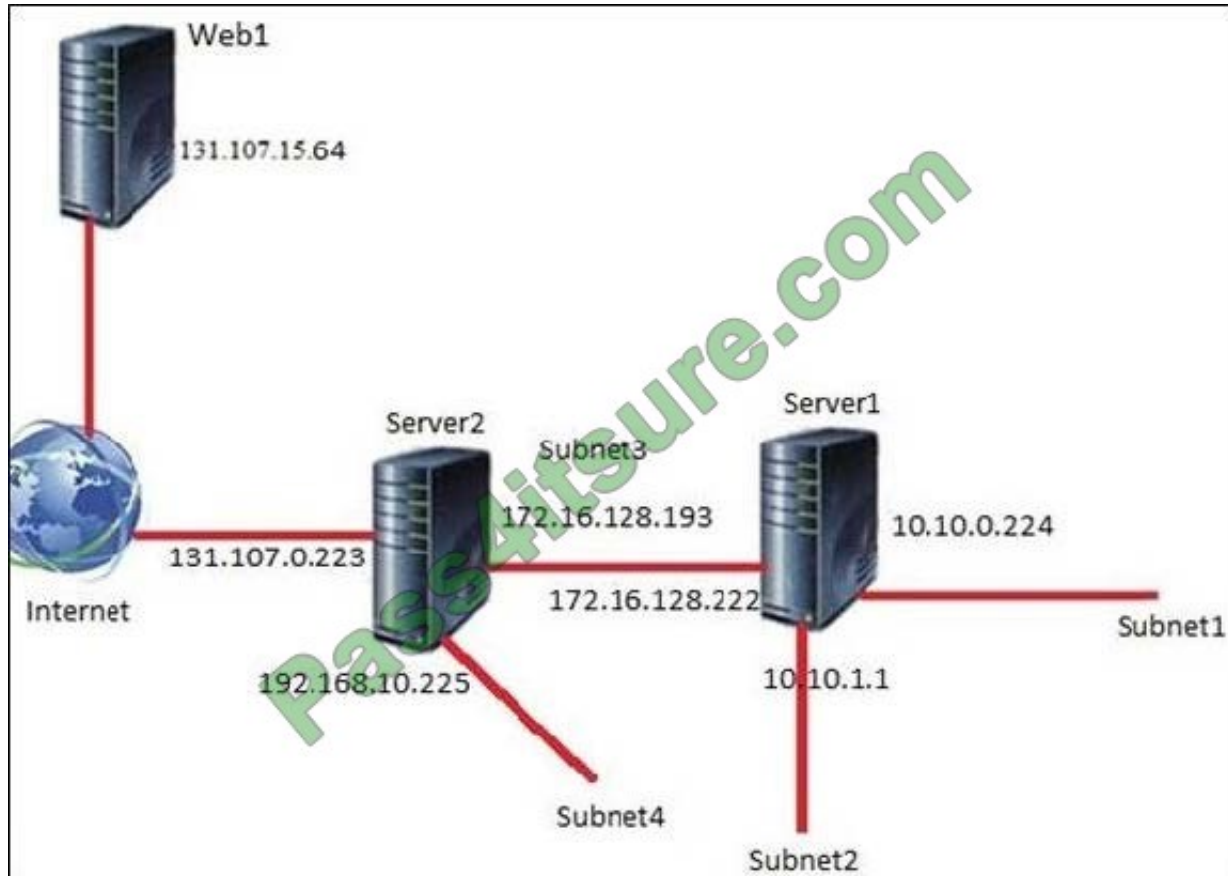 Web1
131.107.15.64
Server1
Server2
Subnet3
172.16.128.193
10.10.0.224
131.107.0.223
172.16.128.222
Internet
Subnet1
192.168.10.225
10.10.1.1
Subnet4
Subnet2
Pass4itsure.com